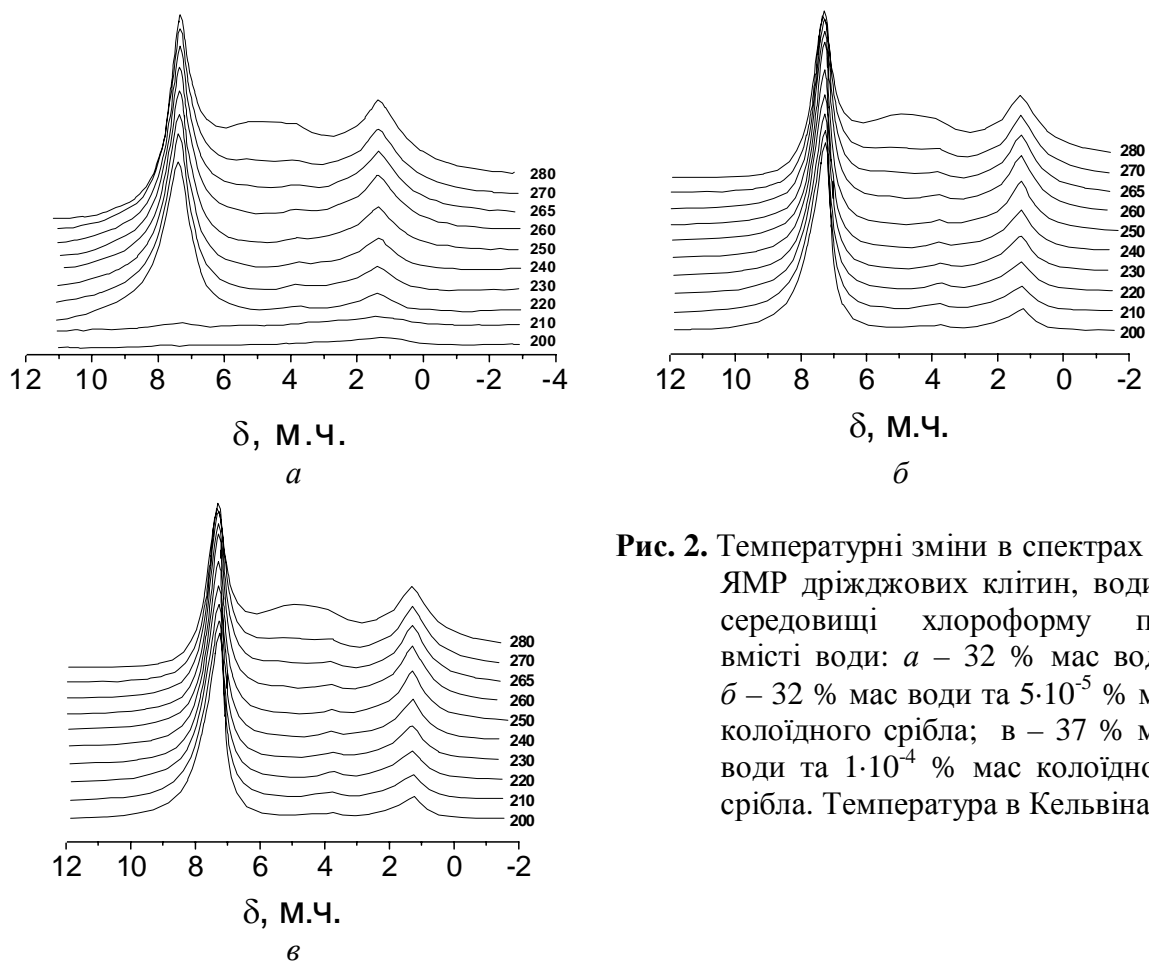 280
270
265
260
250
240
230
220
210
200
12 10 8 6 4 2 0 -2 -4
δ, м.ч.
а
280
270
265
260
250
240
230
220
210
200
12 10 8 6 4 2 0 -2
δ, м.ч.
б
280
270
265
260
250
240
230
220
210
200
12 10 8 6 4 2 0 -2
δ, м.ч.
в
Рис. 2. Температурні зміни в спектрах
ЯМР дріжджових клітин, води
середовищі хлороформу п
вмісті води: а – 32 % мас вод
б – 32 % мас води та 5·10⁻⁵ % м
колоїдного срібла; в – 37 % м
води та 1·10⁻⁴ % мас колоїдно
срібла. Температура в Кельвіна